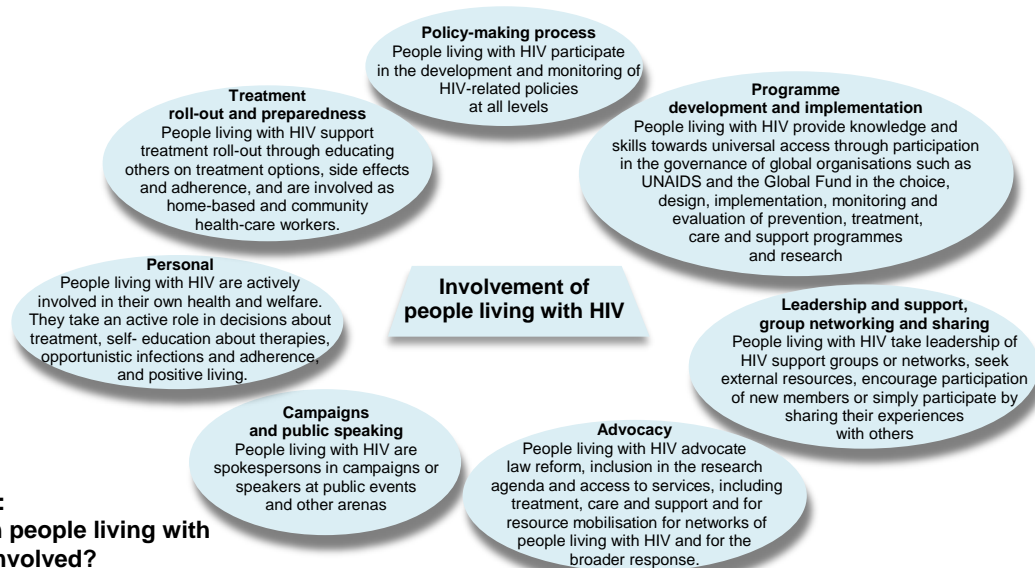 Policy-making process
People living with HIV participate
in the development and monitoring of
HIV-related policies
at all levels
Treatment
roll-out and preparedness
People living with HIV support
treatment roll-out through educating
others on treatment options, side effects
and adherence, and are involved as
home-based and community
health-care workers.
Programme
development and implementation
People living with HIV provide knowledge and
skills towards universal access through participation
in the governance of global organisations such as
UNAIDS and the Global Fund in the choice,
design, implementation, monitoring and
evaluation of prevention, treatment,
care and support programmes
and research
Personal
People living with HIV are actively
involved in their own health and welfare.
They take an active role in decisions about
treatment, self- education about therapies,
opportunistic infections and adherence,
and positive living.
Involvement of
people living with HIV
Leadership and support,
group networking and sharing
People living with HIV take leadership of
HIV support groups or networks, seek
external resources, encourage participation
of new members or simply participate by
sharing their experiences
with others
Campaigns
and public speaking
People living with HIV are
spokespersons in campaigns or
speakers at public events
and other arenas
Advocacy
People living with HIV advocate
law reform, inclusion in the research
agenda and access to services, including
treatment, care and support and for
resource mobilisation for networks of
people living with HIV and for the
broader response.
:
people living with
nvolved?